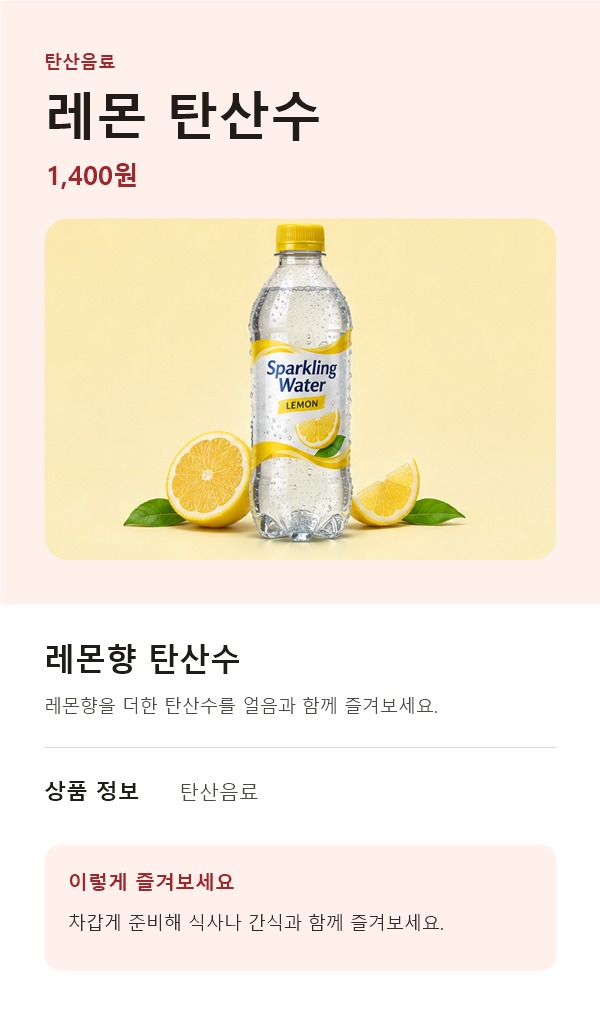 탄산음료
레몬 탄산수
1,400원
Sparkling
Water
LEMON
레몬향 탄산수
레몬향을 더한 탄산수를 얼음과 함께 즐겨보세요.
상품 정보 탄산음료
이렇게 즐겨보세요
차갑게 준비해 식사나 간식과 함께 즐겨보세요.